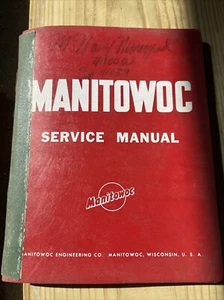 MANITOWOC
SERVICE MANUAL
Manitowoc
MANITOWOC ENGINEERING CO. MANITOWOC, WISCONSIN, U. S. A.